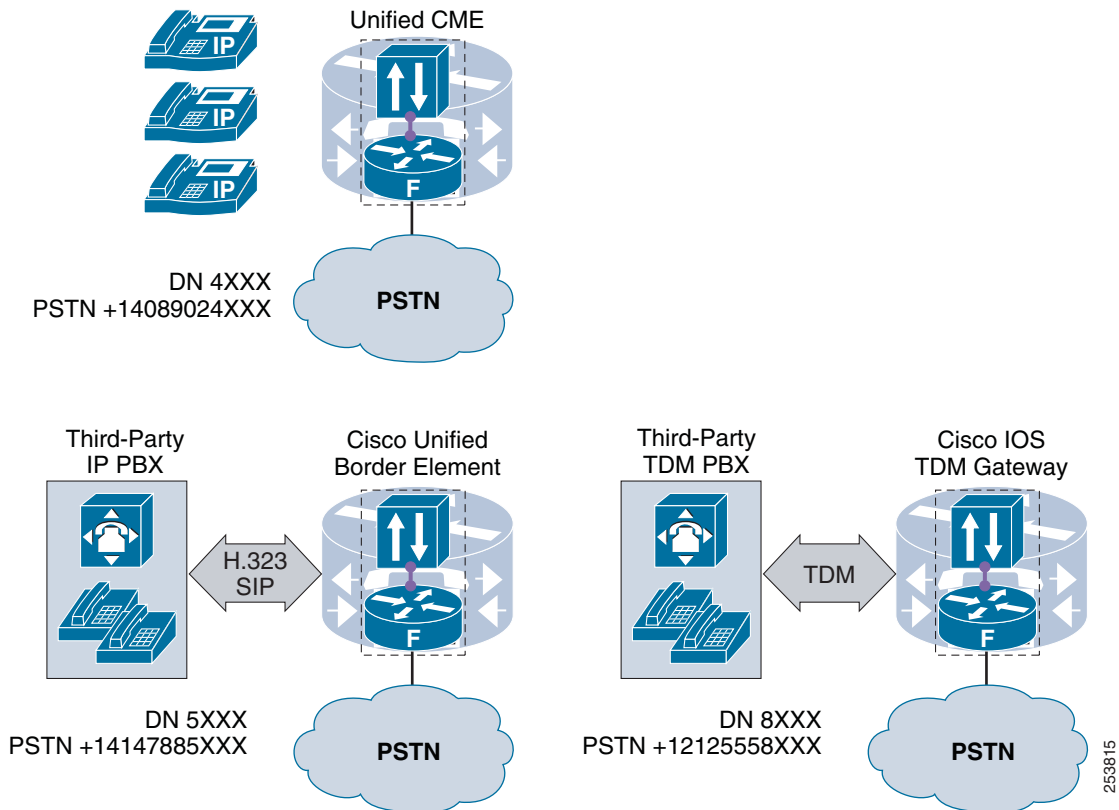 Unified CME
IP
IP
IP
F
DN 4XXX
PSTN +14089024XXX
PSTN
Third-Party
IP PBX
Cisco Unified
Border Element
H.323
SIP
F
DN 5XXX
PSTN +14147885XXX
PSTN
Third-Party
TDM PBX
Cisco IOS
TDM Gateway
TDM
F
DN 8XXX
PSTN +12125558XXX
PSTN
253815